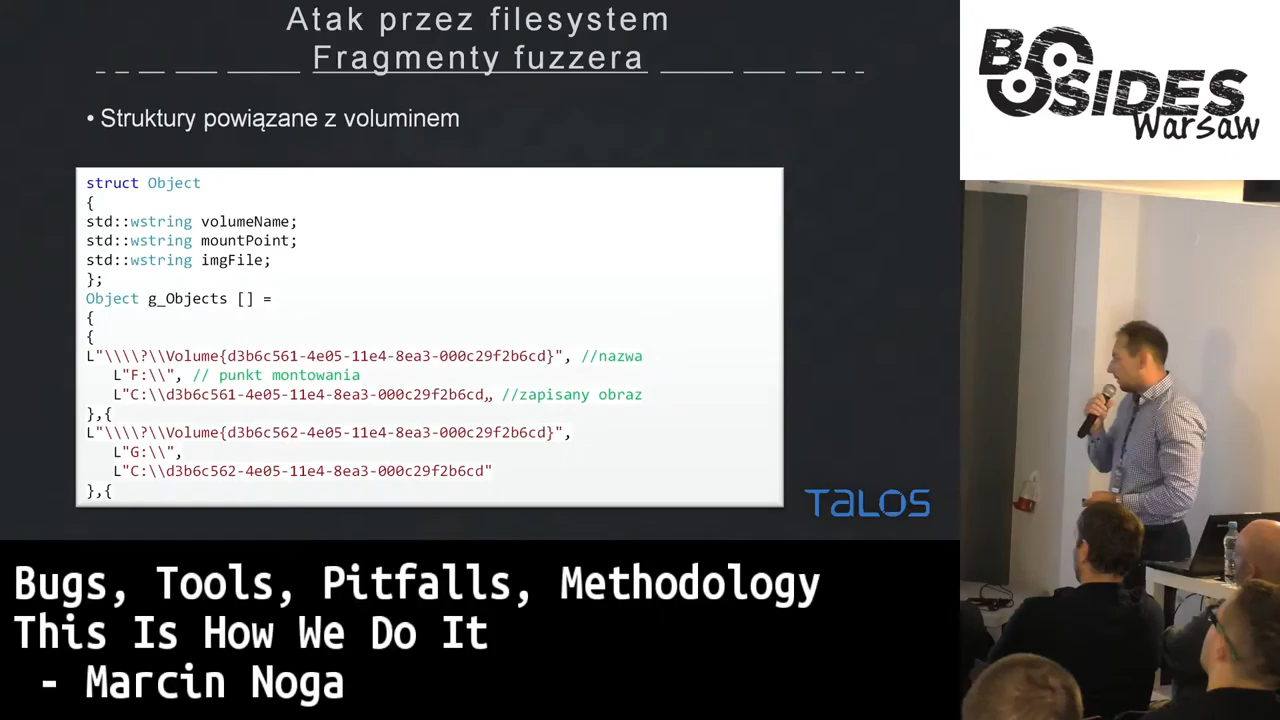 Atak przez filesystem
Fragmenty fuzzera
• Struktury powiązane z voluminem
struct Object
{
std::wstring volumeName;
std::wstring mountPoint;
std::wstring imgFile;
};
Object g_Objects [] =
{
{
L"\\\\?\\Volume{d3b6c561-4e05-11e4-8ea3-000c29f2b6cd}", //nazwa
L"F:\\", // punkt montowania
L"C:\\d3b6c561-4e05-11e4-8ea3-000c29f2b6cd„ //zapisany obraz
},{
L"\\\\?\\Volume{d3b6c562-4e05-11e4-8ea3-000c29f2b6cd}",
L"G:\\",
L"C:\\d3b6c562-4e05-11e4-8ea3-000c29f2b6cd"
},{
TALOS
BSIDES
Warsaw
Bugs, Tools, Pitfalls, Methodology
This Is How We Do It
- Marcin Noga